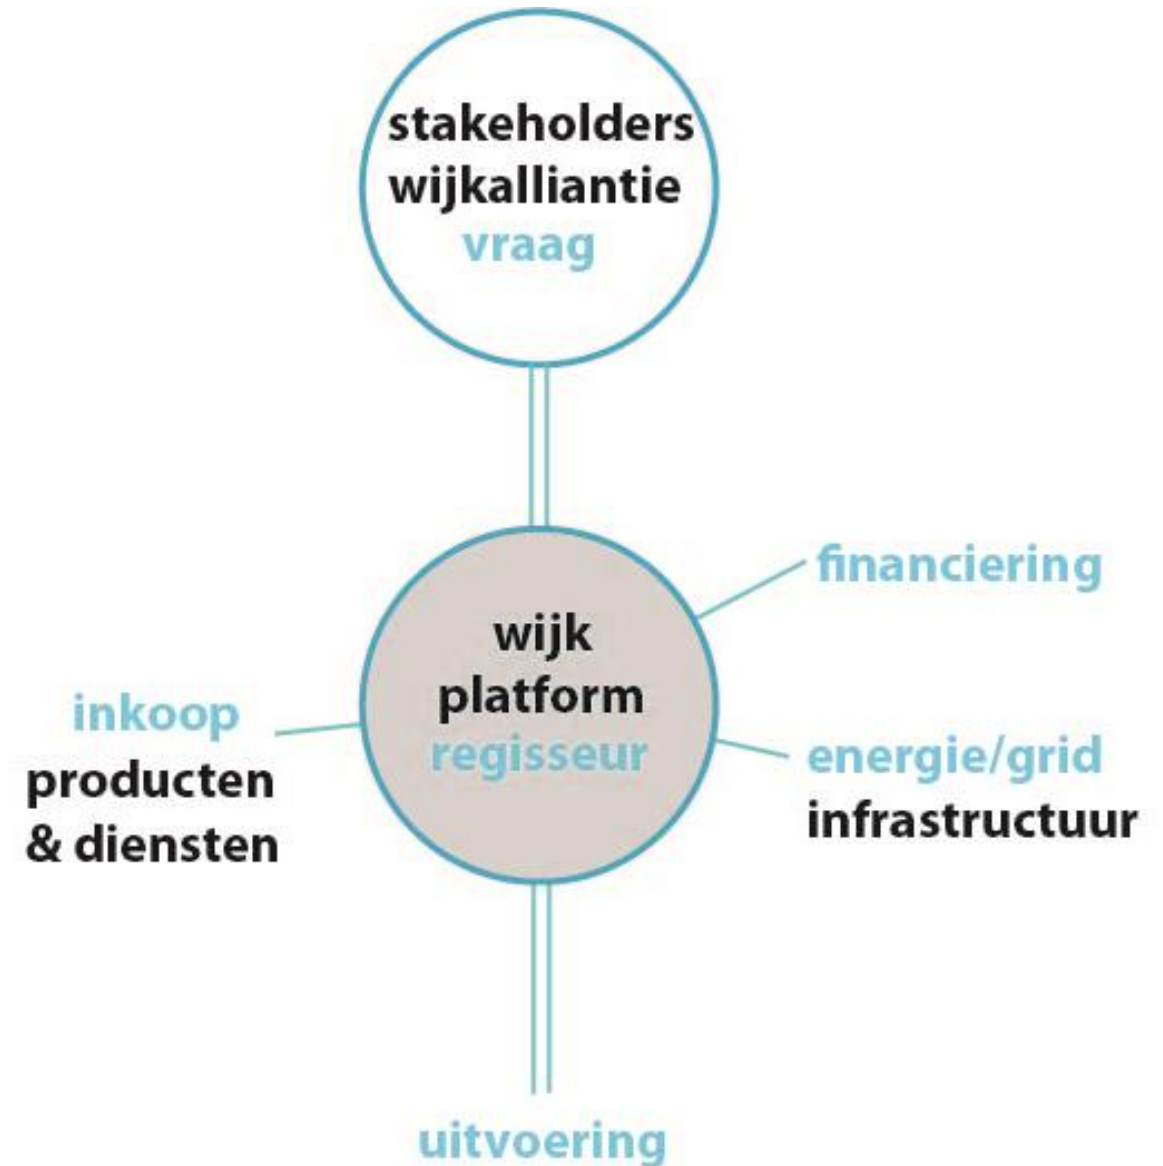 stakeholders
wijkalliantie
vraag
financiering
wijk
platform
regisseur
inkoop
producten
& diensten
energie/grid
infrastructuur
uitvoering